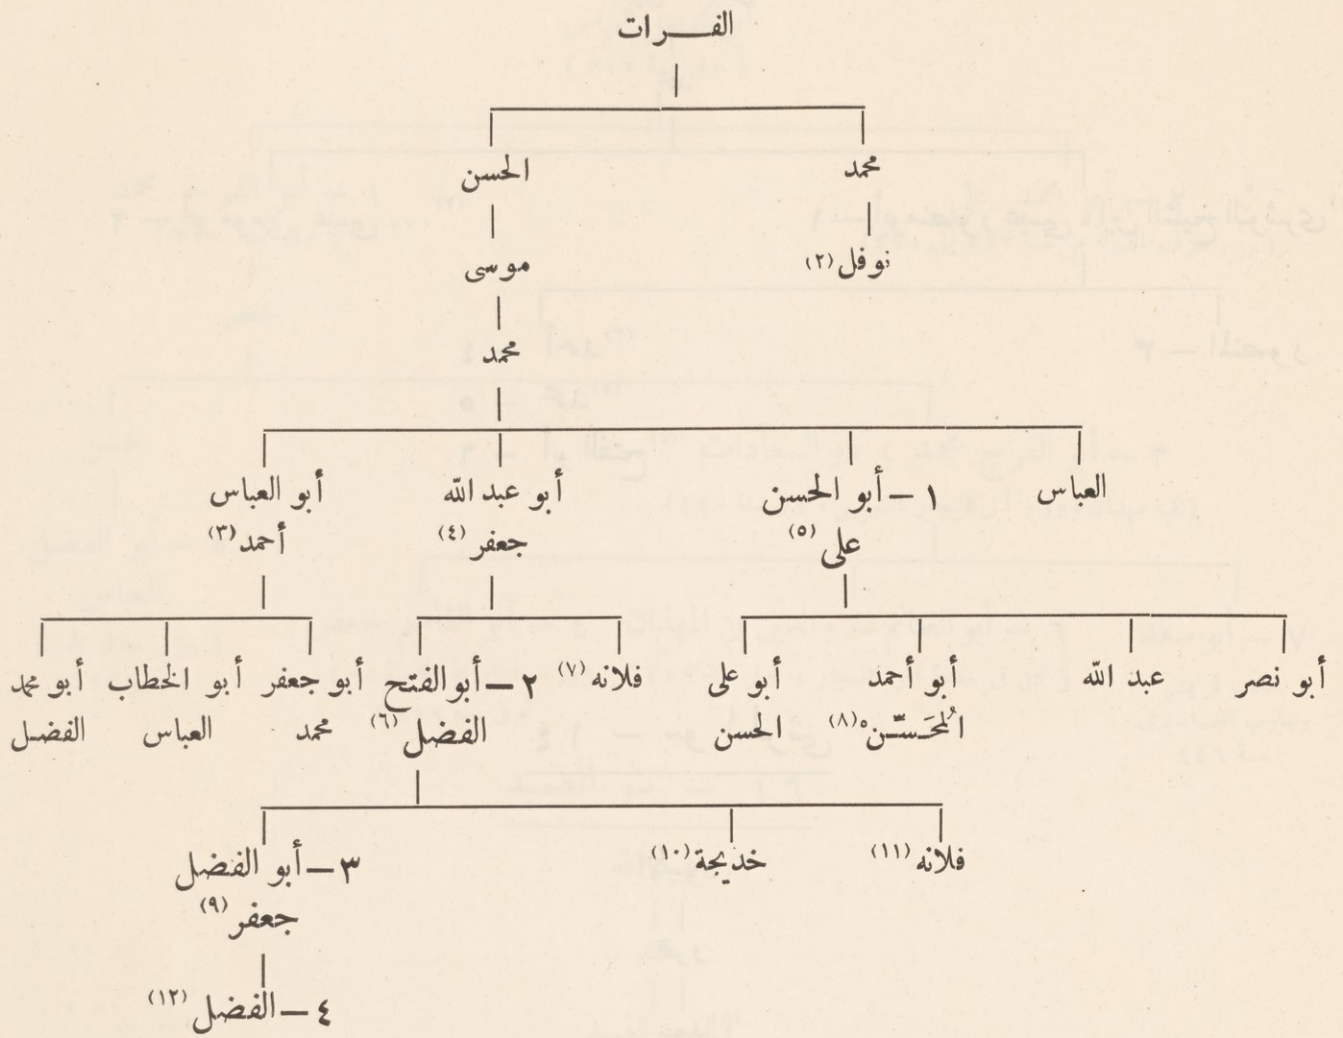 الفرات
محمد الحسن
نوفل (٢) موسى
محمد
العباس ١ – أبو الحسن أبو عبد الله أبو العباس
على (٥) جعفر (٤) أحمد (٣)
أبو نصر عبد الله أبو أحمد أبو على فلانه (٧) ٢ – أبو الفتح أبو جعفر أبو الخطاب أبو محمد
المُحَسّن (٨) الحسن الفضل (٦) محمد العباس الفضل
فلانه (١١) خديجة (١٠) ٣ – أبو الفضل
جعفر (٩)
٤ – الفضل (١٢)